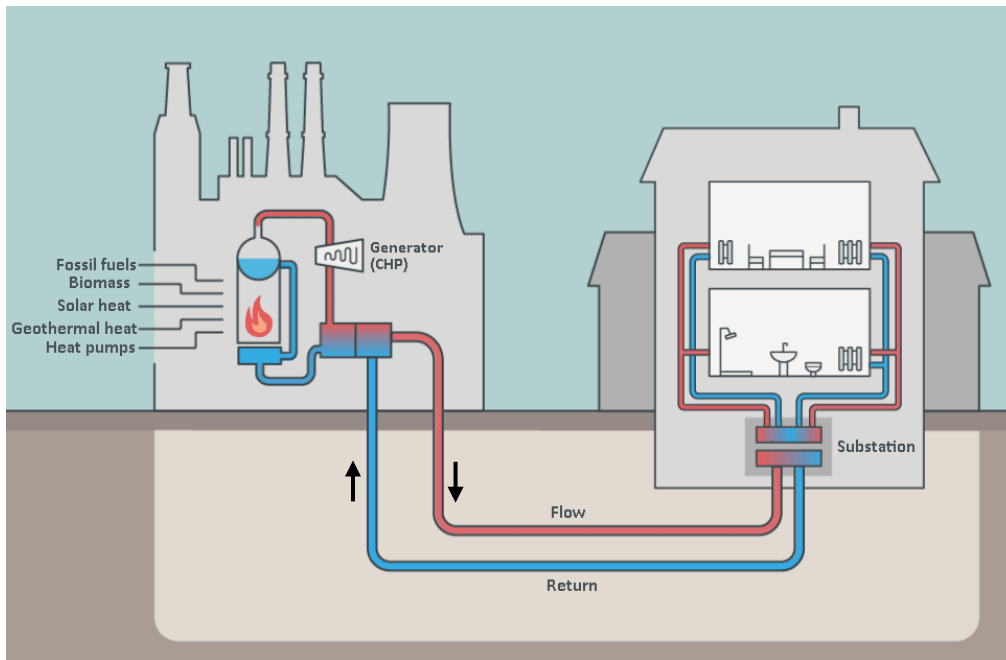 Generator
(CHP)
Fossil fuels
Biomass
Solar heat
Geothermal heat
Heat pumps
Substation
Flow
Return